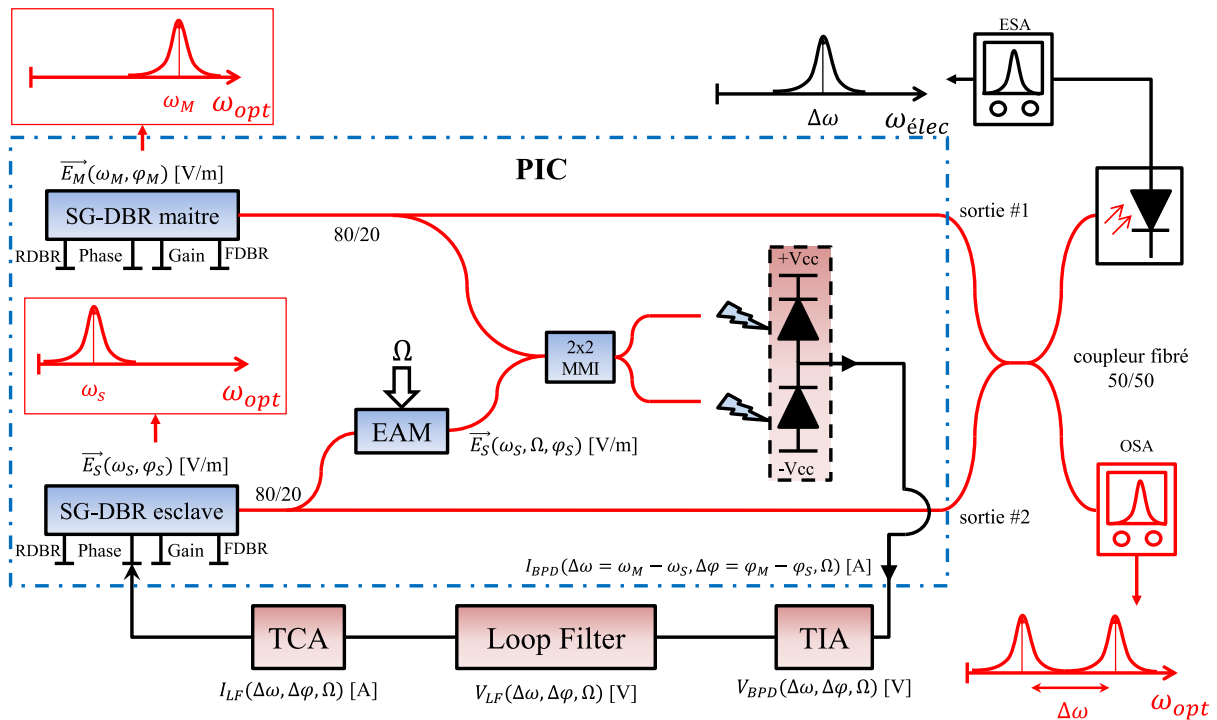 ω_M
ω_opt
Δω
ω_élec
ESA
PIC
E_M⃗(ω_M, φ_M) [V/m]
SG-DBR maitre
RDBR Phase Gain FDBR
80/20
sortie #1
+Vcc
ω_S
ω_opt
Ω
2x2
MMI
coupleur fibré
50/50
EAM
E_S⃗(ω_S, Ω, φ_S) [V/m]
-Vcc
E_S⃗(ω_S, φ_S) [V/m]
80/20
OSA
SG-DBR esclave
sortie #2
RDBR Phase Gain FDBR
I_BPD(Δω = ω_M − ω_S, Δφ = φ_M − φ_S, Ω) [A]
TCA
Loop Filter
TIA
I_LF(Δω, Δφ, Ω) [A]
V_LF(Δω, Δφ, Ω) [V]
V_BPD(Δω, Δφ, Ω) [V]
Δω
ω_opt